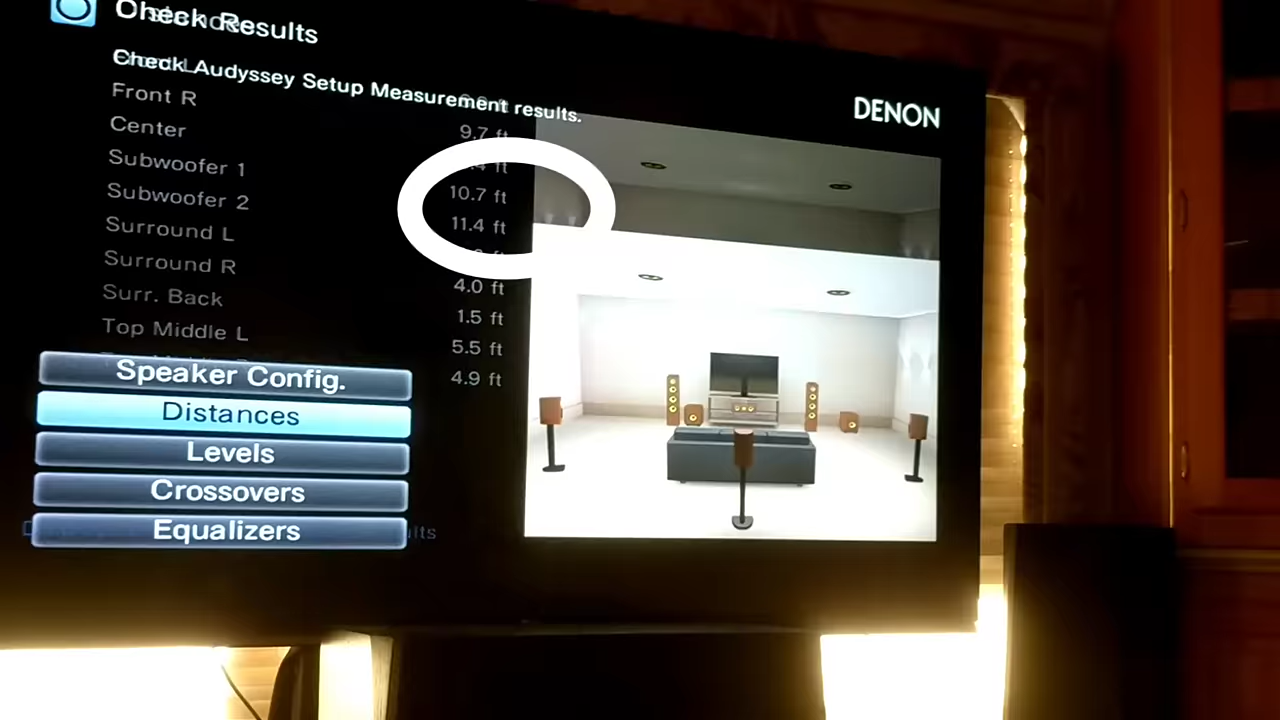 Check Results
Check Audyssey Setup Measurement results.
DENON
Front R
9.7 ft
Center
Subwoofer 1
10.7 ft
Subwoofer 2
11.4 ft
Surround L
Surround R
4.0 ft
Surr. Back
1.5 ft
Top Middle L
5.5 ft
4.9 ft
Speaker Config.
Distances
Levels
Crossovers
Equalizers